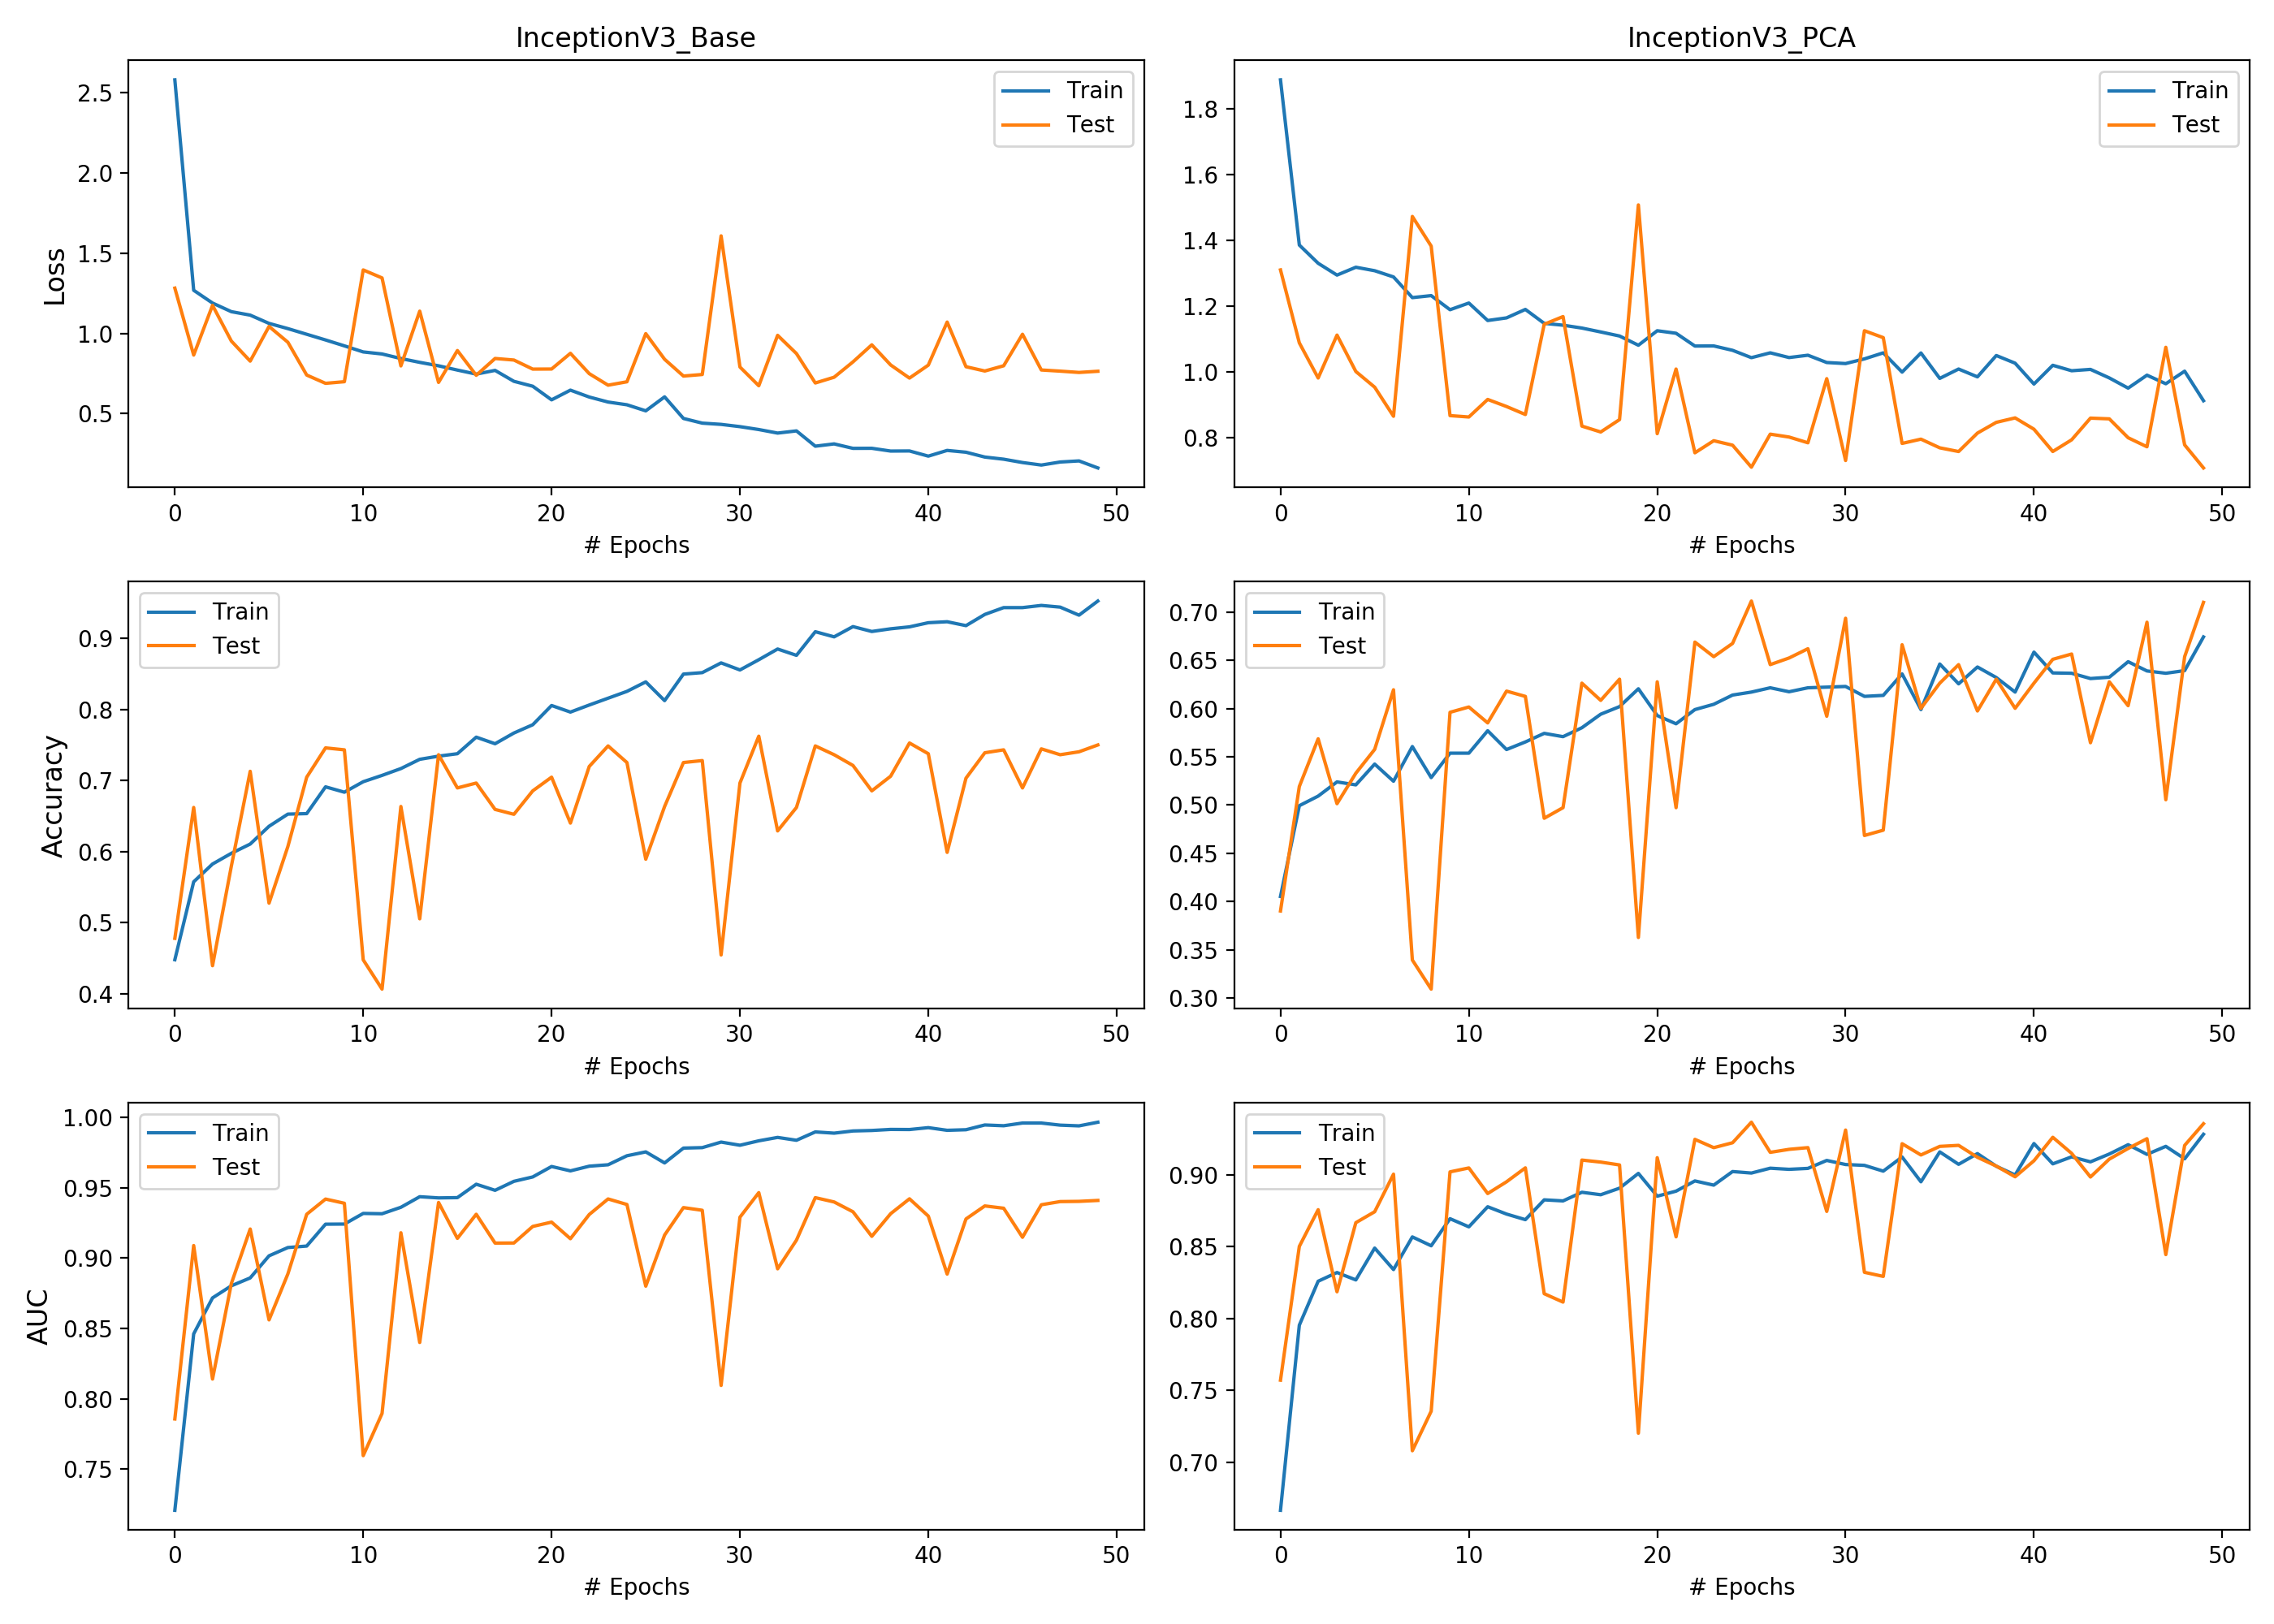 InceptionV3_Base
InceptionV3_PCA
Loss
2.5
2.0
1.5
1.0
0.5
Train
Test
0 10 20 30 40 50
# Epochs
1.8
1.6
1.4
1.2
1.0
0.8
Train
Test
0 10 20 30 40 50
# Epochs
Accuracy
0.9
0.8
0.7
0.6
0.5
0.4
Train
Test
0 10 20 30 40 50
# Epochs
0.70
0.65
0.60
0.55
0.50
0.45
0.40
0.35
0.30
Train
Test
0 10 20 30 40 50
# Epochs
AUC
1.00
0.95
0.90
0.85
0.80
0.75
Train
Test
0 10 20 30 40 50
# Epochs
0.90
0.85
0.80
0.75
0.70
Train
Test
0 10 20 30 40 50
# Epochs